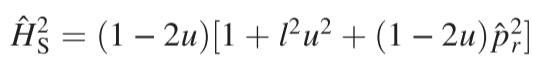 Ĥ_S^2 = (1 − 2u)[1 + l^2u^2 + (1 − 2u)p̂_r^2]